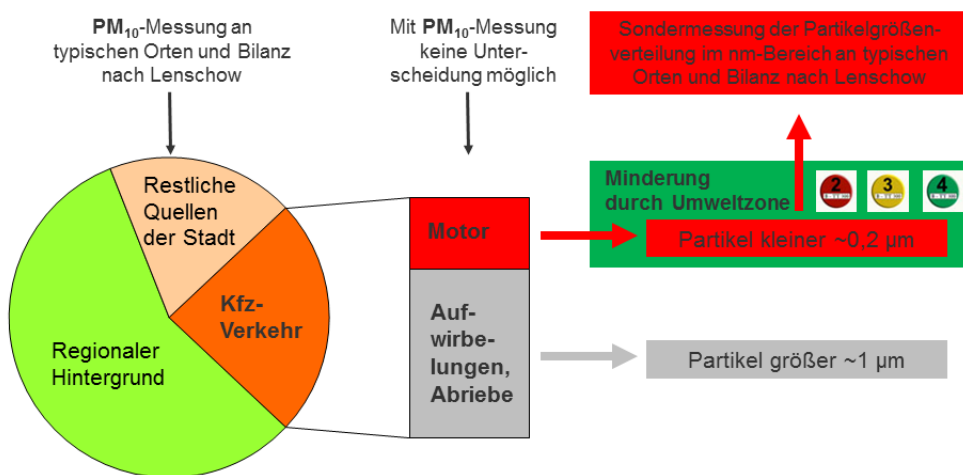 PM10-Messung an
typischen Orten und Bilanz
nach Lenschow
Mit PM10-Messung
keine Unter-
scheidung möglich
Sondermessung der Partikelgrößen-
verteilung im nm-Bereich an typischen
Orten und Bilanz nach Lenschow
Restliche
Quellen
der Stadt
Kfz-
Verkehr
Regionaler
Hintergrund
Motor
Auf-
wirbe-
lungen,
Abriebe
Minderung
durch Umweltzone
2
3
4
Partikel kleiner ~0,2 µm
Partikel größer ~1 µm